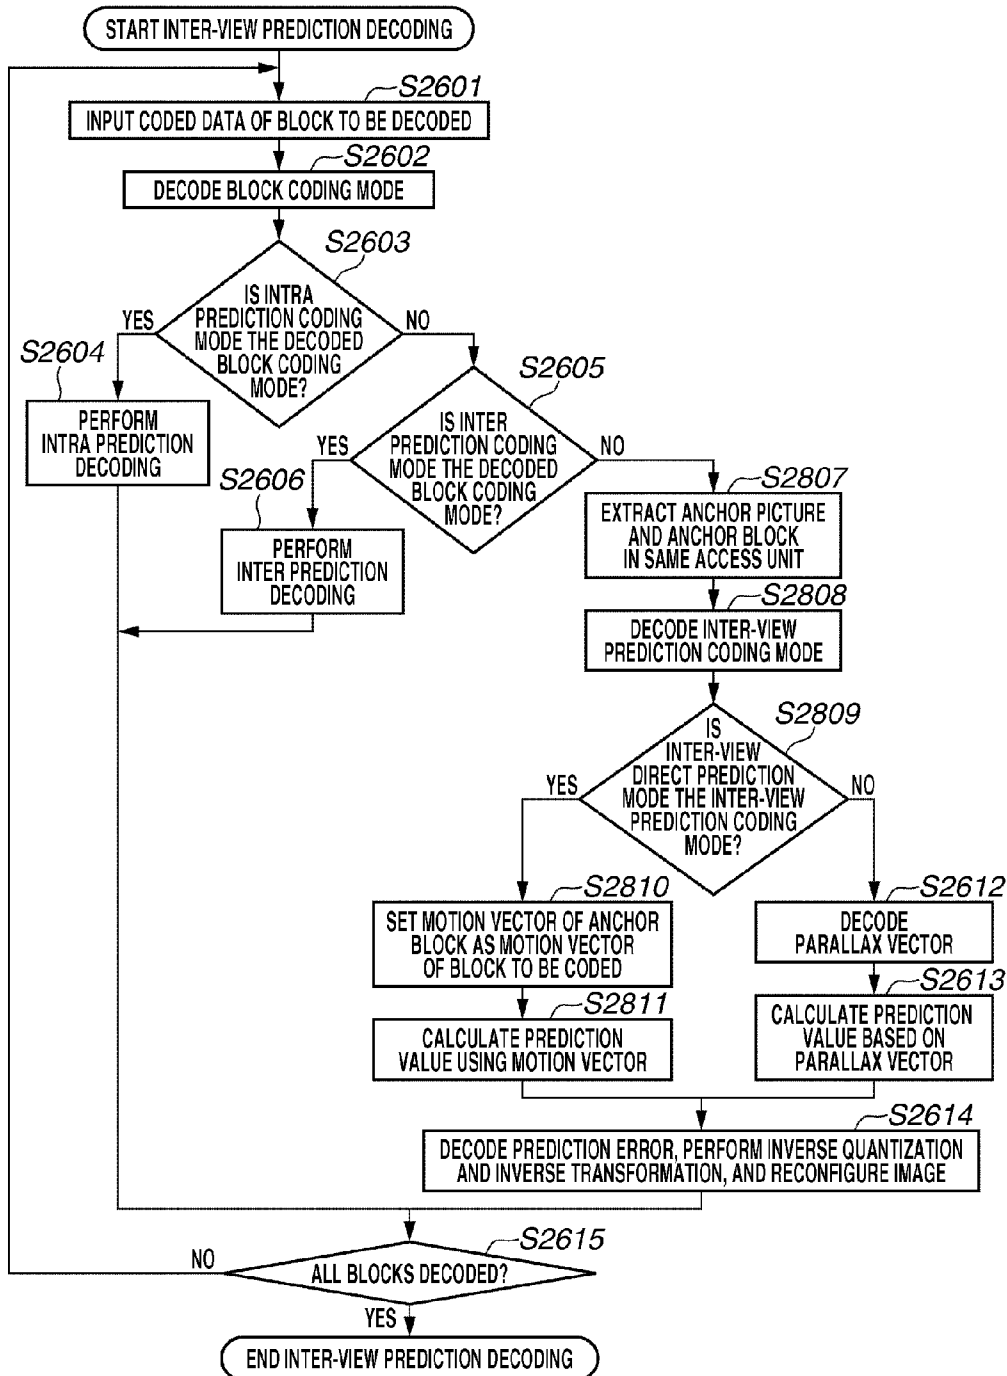 START INTER-VIEW PREDICTION DECODING
S2601
INPUT CODED DATA OF BLOCK TO BE DECODED
S2602
DECODE BLOCK CODING MODE
S2603
IS INTRA
PREDICTION CODING
MODE THE DECODED
BLOCK CODING
MODE?
YES
NO
S2604
PERFORM
INTRA PREDICTION
DECODING
S2605
IS INTER
PREDICTION CODING
MODE THE DECODED
BLOCK CODING
MODE?
YES
NO
S2606
PERFORM
INTER PREDICTION
DECODING
S2807
EXTRACT ANCHOR PICTURE
AND ANCHOR BLOCK
IN SAME ACCESS UNIT
S2808
DECODE INTER-VIEW
PREDICTION CODING MODE
S2809
IS
INTER-VIEW
DIRECT PREDICTION
MODE THE INTER-VIEW
PREDICTION CODING
MODE?
YES
NO
S2810
SET MOTION VECTOR OF ANCHOR
BLOCK AS MOTION VECTOR
OF BLOCK TO BE CODED
S2811
CALCULATE PREDICTION
VALUE USING MOTION VECTOR
S2612
DECODE
PARALLAX VECTOR
S2613
CALCULATE PREDICTION
VALUE BASED ON
PARALLAX VECTOR
S2614
DECODE PREDICTION ERROR, PERFORM INVERSE QUANTIZATION
AND INVERSE TRANSFORMATION, AND RECONFIGURE IMAGE
S2615
ALL BLOCKS DECODED?
NO
YES
END INTER-VIEW PREDICTION DECODING